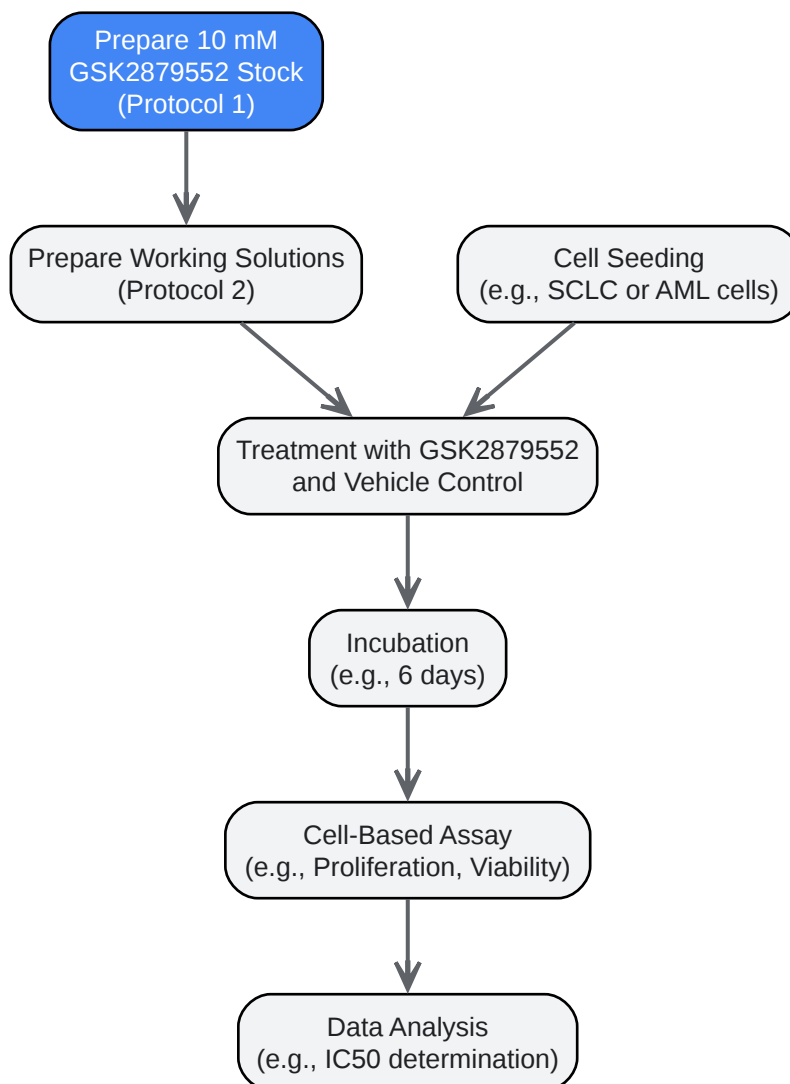 Prepare 10 mM
GSK2879552 Stock
(Protocol 1)
Prepare Working Solutions
(Protocol 2)
Cell Seeding
(e.g., SCLC or AML cells)
Treatment with GSK2879552
and Vehicle Control
Incubation
(e.g., 6 days)
Cell-Based Assay
(e.g., Proliferation, Viability)
Data Analysis
(e.g., IC50 determination)